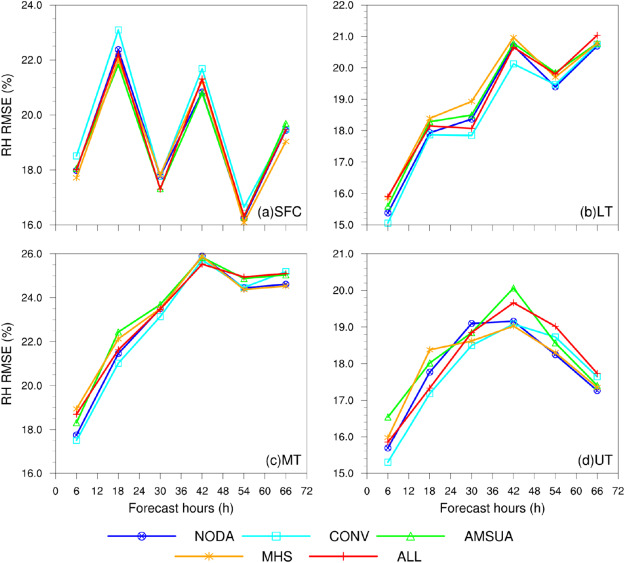 24.0
22.0
20.0
18.0
16.0
RH RMSE (%)
(a)SFC
22.0
21.0
20.0
19.0
18.0
17.0
16.0
15.0
(b)LT
26.0
24.0
22.0
20.0
18.0
16.0
RH RMSE (%)
(c)MT
0 6 12 18 24 30 36 42 48 54 60 66 72
Forecast hours (h)
21.0
20.0
19.0
18.0
17.0
16.0
15.0
(d)UT
0 6 12 18 24 30 36 42 48 54 60 66 72
Forecast hours (h)
NODA CONV AMSUA
MHS ALL